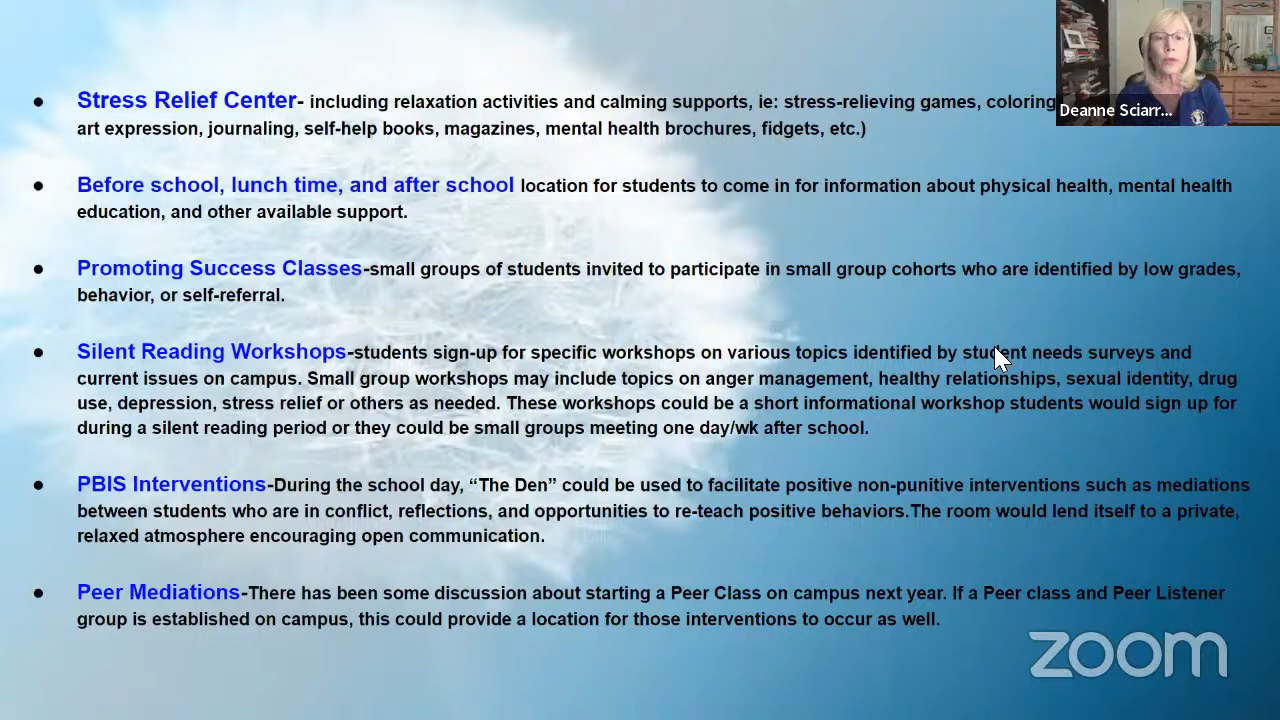 Stress Relief Center- including relaxation activities and calming supports, ie: stress-relieving games, coloring
art expression, journaling, self-help books, magazines, mental health brochures, fidgets, etc.)
Before school, lunch time, and after school location for students to come in for information about physical health, mental health
education, and other available support.
Promoting Success Classes-small groups of students invited to participate in small group cohorts who are identified by low grades,
behavior, or self-referral.
Silent Reading Workshops-students sign-up for specific workshops on various topics identified by student needs surveys and
current issues on campus. Small group workshops may include topics on anger management, healthy relationships, sexual identity, drug
use, depression, stress relief or others as needed. These workshops could be a short informational workshop students would sign up for
during a silent reading period or they could be small groups meeting one day/wk after school.
PBIS Interventions-During the school day, “The Den” could be used to facilitate positive non-punitive interventions such as mediations
between students who are in conflict, reflections, and opportunities to re-teach positive behaviors.The room would lend itself to a private,
relaxed atmosphere encouraging open communication.
Peer Mediations-There has been some discussion about starting a Peer Class on campus next year. If a Peer class and Peer Listener
group is established on campus, this could provide a location for those interventions to occur as well.
Deanne Sciarr...
zoom